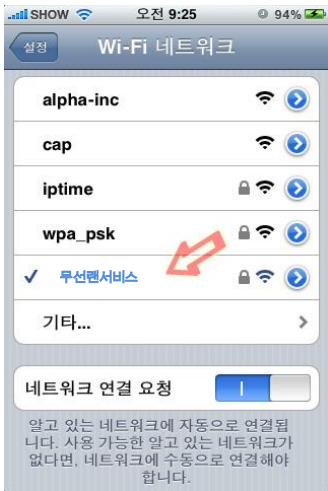 SHOW 오전 9:25 94%
설정 Wi-Fi 네트워크
alpha-inc
cap
iptime
wpa_psk
무선랜서비스
기타...
네트워크 연결 요청
알고 있는 네트워크에 자동으로 연결됩
니다. 사용 가능한 알고 있는 네트워크가
없다면, 네트워크에 수동으로 연결해야
합니다.